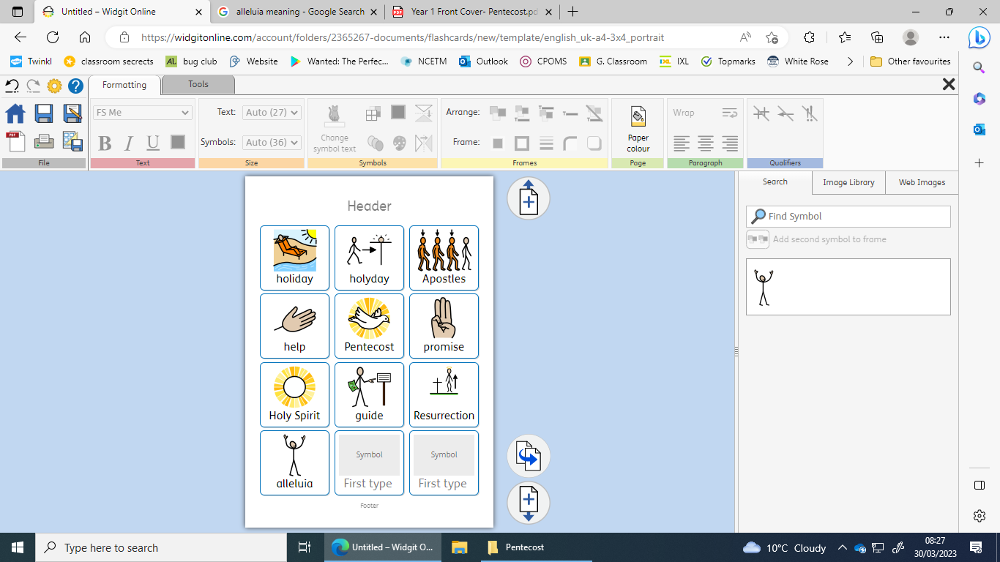 Untitled – Widgit Online
alleluia meaning - Google Search
Year 1 Front Cover- Pentecost.pd
https://widgitonline.com/account/folders/2365267-documents/flashcards/new/template/english_uk-a4-3x4_portrait
Twinkl
classroom secrects
bug club
Website
Wanted: The Perfec...
NCETM
Outlook
CPOMS
G. Classroom
IXL
Topmarks
White Rose
Other favourites
Formatting
Tools
FS Me
Text: Auto (27)
Symbols: Auto (36)
Change
symbol text
Arrange:
Frame:
Paper
colour
Wrap
B I U
PDF
File
Text
Size
Symbols
Frames
Page
Paragraph
Qualifiers
Header
holiday
holyday
Apostles
help
Pentecost
promise
Holy Spirit
guide
Resurrection
alleluia
Symbol
First type
Symbol
First type
Footer
Search
Image Library
Web Images
Find Symbol
Add second symbol to frame
Type here to search
Untitled – Widgit O...
Pentecost
10°C Cloudy
08:27
30/03/2023